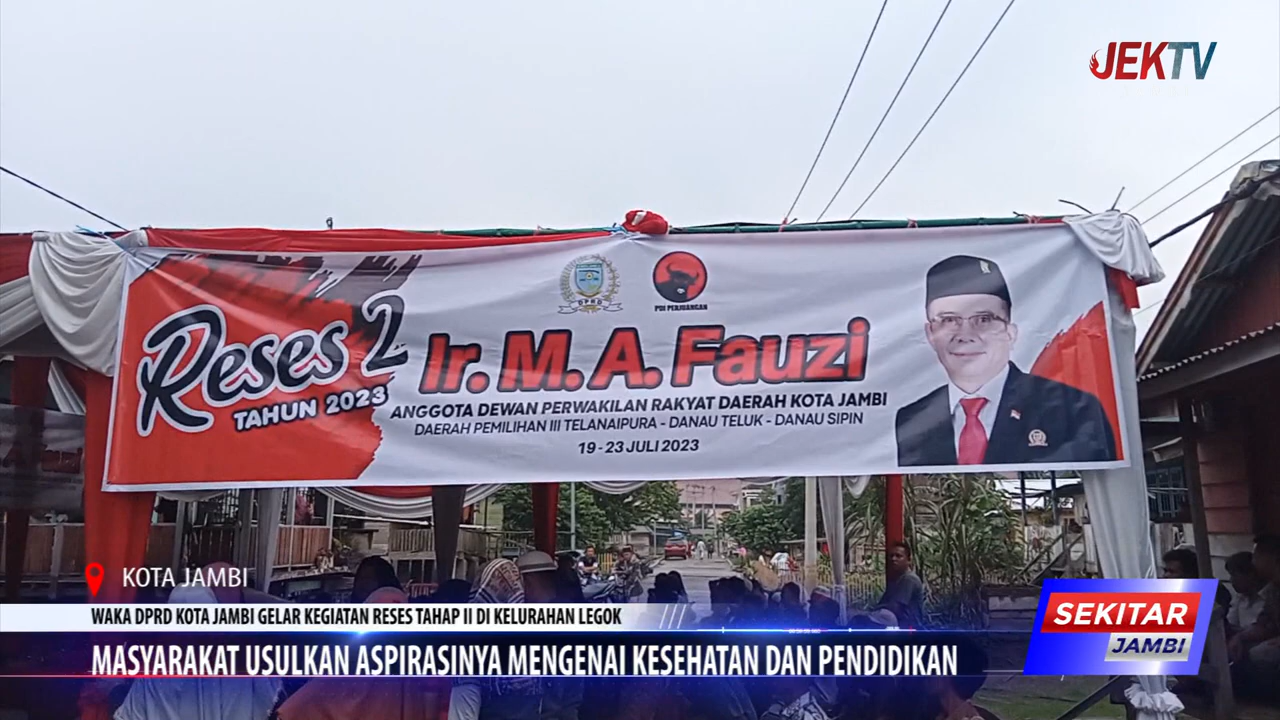 JEKTV
DPRD
PDI PERJUANGAN
Reses 2
TAHUN 2023
Ir. M. A. Fauzi
ANGGOTA DEWAN PERWAKILAN RAKYAT DAERAH KOTA JAMBI
DAERAH PEMILIHAN III TELANAIPURA - DANAU TELUK - DANAU SIPIN
19 - 23 JULI 2023
KOTA JAMBI
WAKA DPRD KOTA JAMBI GELAR KEGIATAN RESES TAHAP II DI KELURAHAN LEGOK
MASYARAKAT USULKAN ASPIRASINYA MENGENAI KESEHATAN DAN PENDIDIKAN
SEKITAR
JAMBI